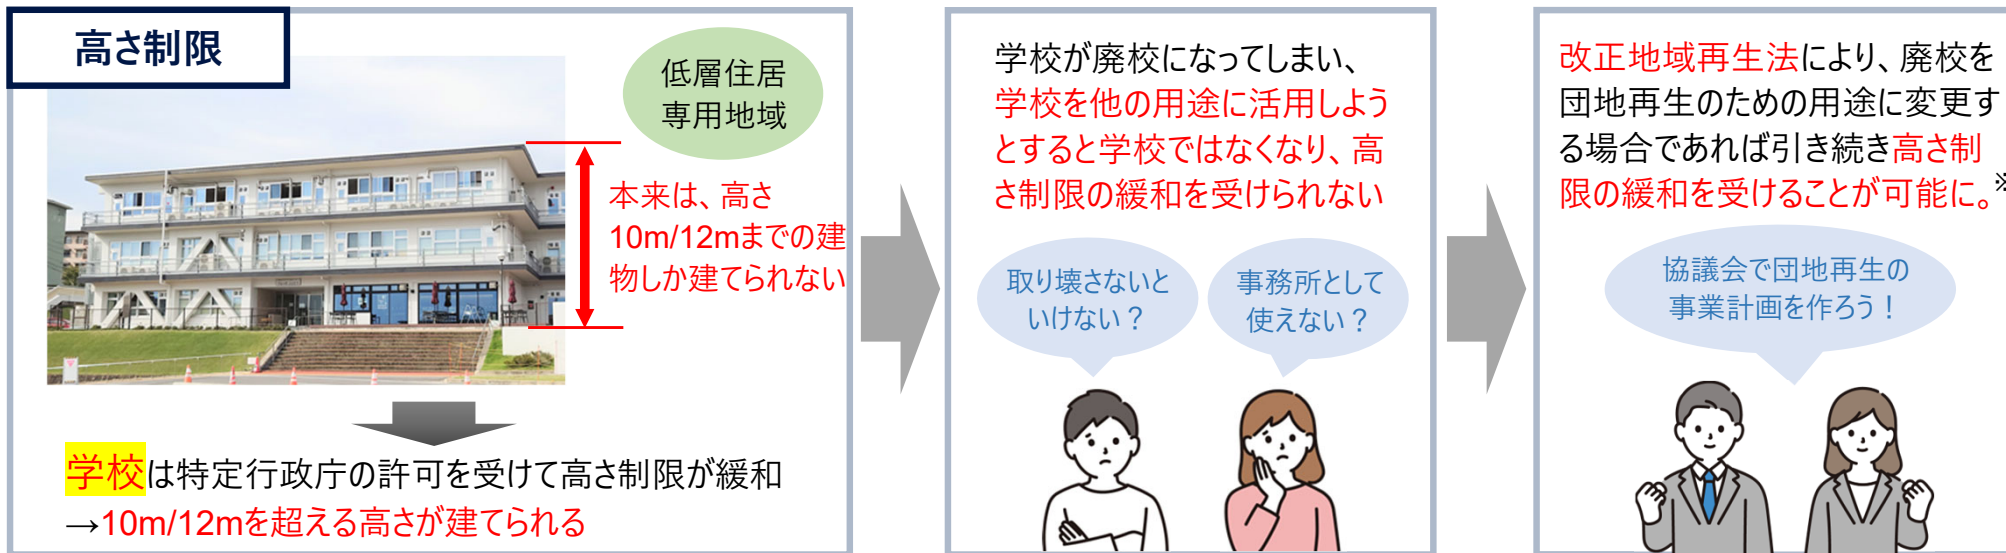 高さ制限
低層住居
専用地域
本来は、高さ
10m/12mまでの建
物しか建てられない
学校は特定行政庁の許可を受けて高さ制限が緩和
→10m/12mを超える高さが建てられる
学校が廃校になってしまい、
学校を他の用途に活用しよう
とすると学校ではなくなり、高
さ制限の緩和を受けられない
取り壊さないと
いけない？
事務所として
使えない？
改正地域再生法により、廃校を
団地再生のための用途に変更す
る場合であれば引き続き高さ制
限の緩和を受けることが可能に。※
協議会で団地再生の
事業計画を作ろう！